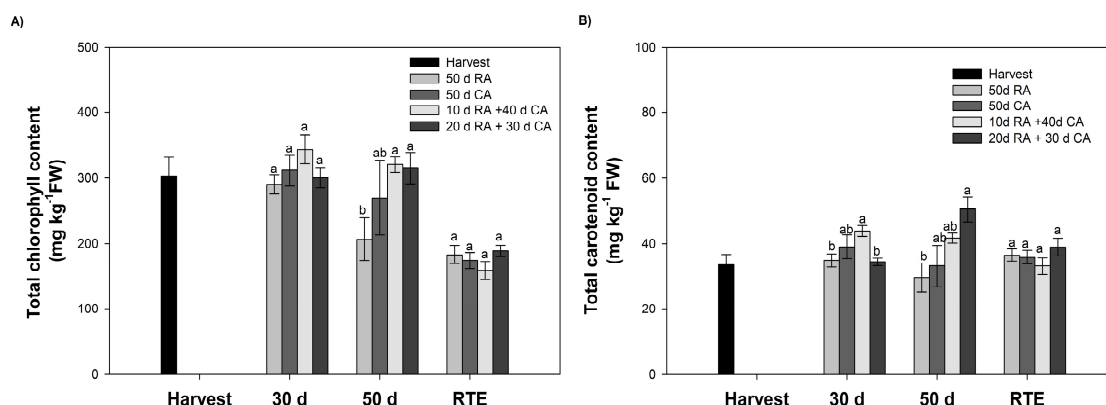 A)
Total chlorophyll content
(mg kg-1FW)
500
400
300
200
100
0
Harvest
50 d RA
50 d CA
10 d RA +40 d CA
20 d RA + 30 d CA
a
a
a
a
b
ab
a
a
a
a
a
a
Harvest
30 d
50 d
RTE
B)
Total carotenoid content
(mg kg-1 FW)
100
80
60
40
20
0
Harvest
50d RA
50d CA
10d RA +40d CA
20d RA + 30 d CA
b
ab
a
b
b
ab
ab
a
a
a
a
a
Harvest
30 d
50 d
RTE